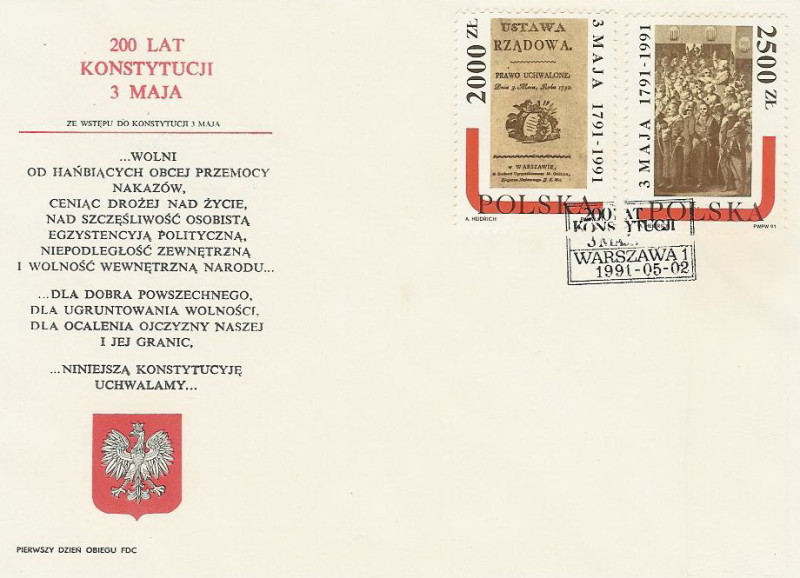 200 LAT
KONSTYTUCJI
3 MAJA
ZE WSTĘPU DO KONSTYTUCJI 3 MAJA
...WOLNI
OD HAŃBIĄCYCH OBCEJ PRZEMOCY
NAKAZÓW,
CENIĄC DROŻEJ NAD ŻYCIE,
NAD SZCZĘŚLIWOŚĆ OSOBISTĄ
EGZYSTENCYJĄ POLITYCZNĄ,
NIEPODLEGŁOŚĆ ZEWNĘTRZNĄ
I WOLNOŚĆ WEWNĘTRZNĄ NARODU...
...DLA DOBRA POWSZECHNEGO,
DLA UGRUNTOWANIA WOLNOŚCI,
DLA OCALENIA OJCZYZNY NASZEJ
I JEJ GRANIC,
...NINIEJSZĄ KONSTYTUCYJĘ
UCHWALAMY...
PIERWSZY DZIEŃ OBIEGU FDC
2000 ZŁ
USTAWA
RZĄDOWA.
PRAWO UCHWALONE.
w WARSZAWIE,
3 MAJA 1791-1991
POLSKA
A. HEIDRICH
3 MAJA 1791-1991
2500 ZŁ
POLSKA
PWPW 91
200 LAT
KONSTYTUCJI
3 MAJA
WARSZAWA 1
1991-05-02